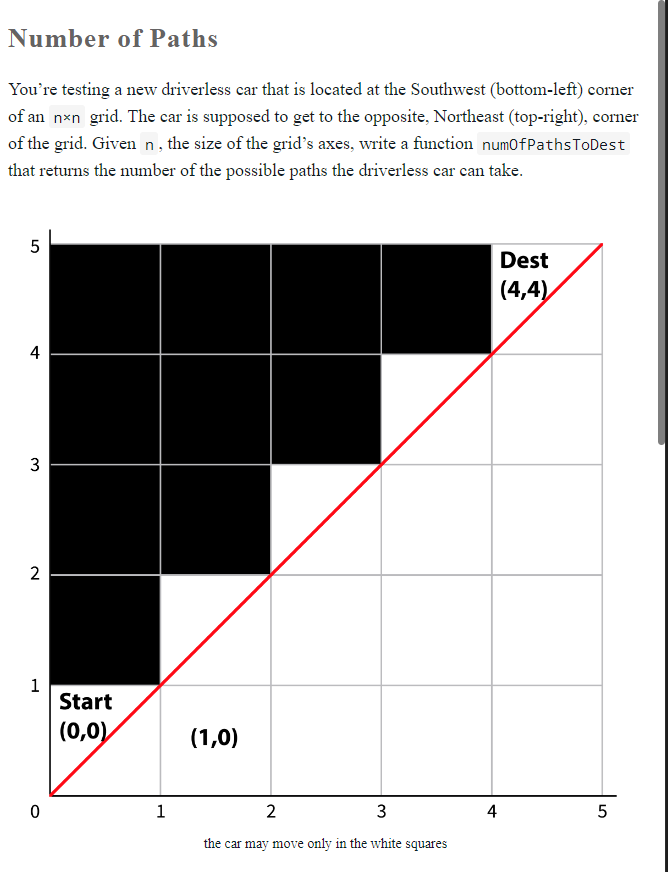 Number of Paths
You’re testing a new driverless car that is located at the Southwest (bottom-left) corner
of an n×n grid. The car is supposed to get to the opposite, Northeast (top-right), corner
of the grid. Given n, the size of the grid’s axes, write a function numOfPathsToDest
that returns the number of the possible paths the driverless car can take.
5
Dest
(4,4)
4
3
2
1
Start
(0,0)
(1,0)
0 1 2 3 4 5
the car may move only in the white squares